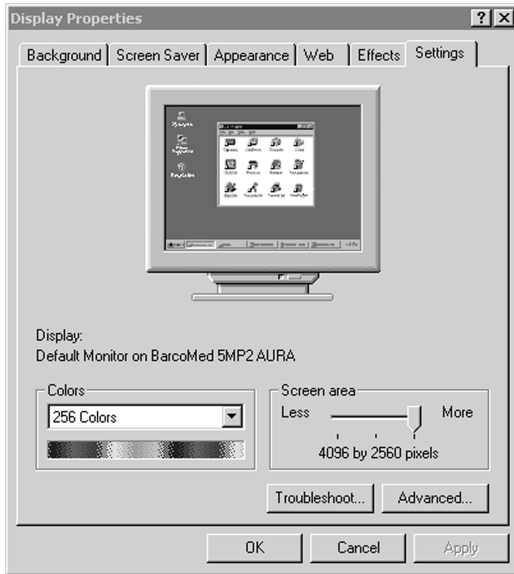 Display Properties
? X
Background Screen Saver Appearance Web Effects Settings
Display:
Default Monitor on BarcoMed 5MP2 AURA
Colors
256 Colors
Screen area
Less More
4096 by 2560 pixels
Troubleshoot... Advanced...
OK Cancel Apply